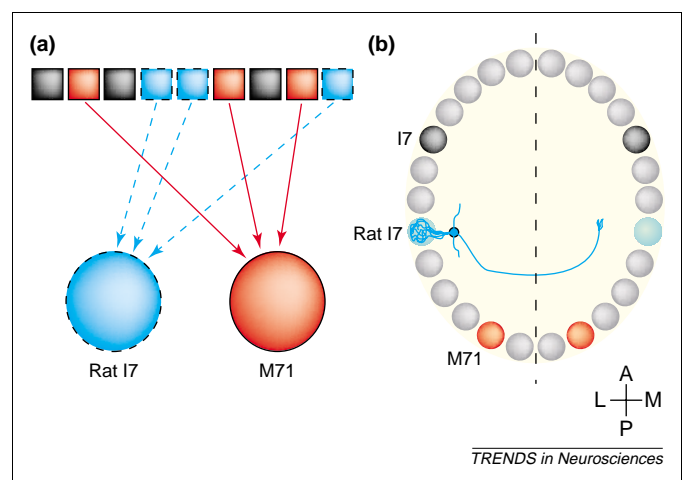 (a)
Rat I7
M71
(b)
I7
Rat I7
M71
A
L M
P
TRENDS in Neurosciences